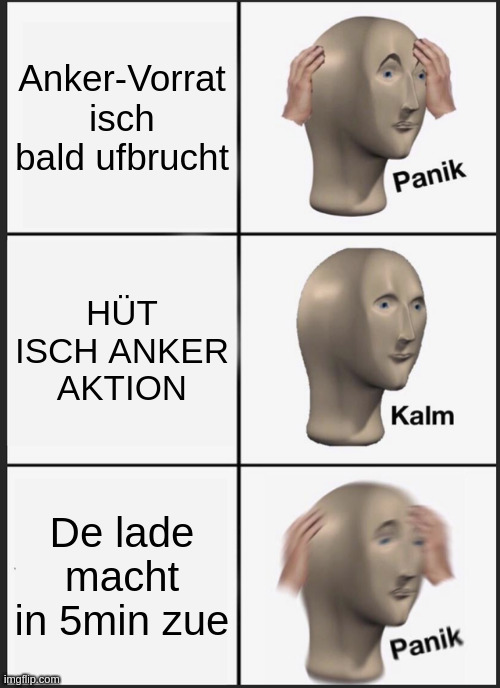 Anker-Vorrat
isch
bald ufbrucht
Panik
HÜT
ISCH ANKER
AKTION
Kalm
De lade
macht
in 5min zue
Panik
imgflip.com